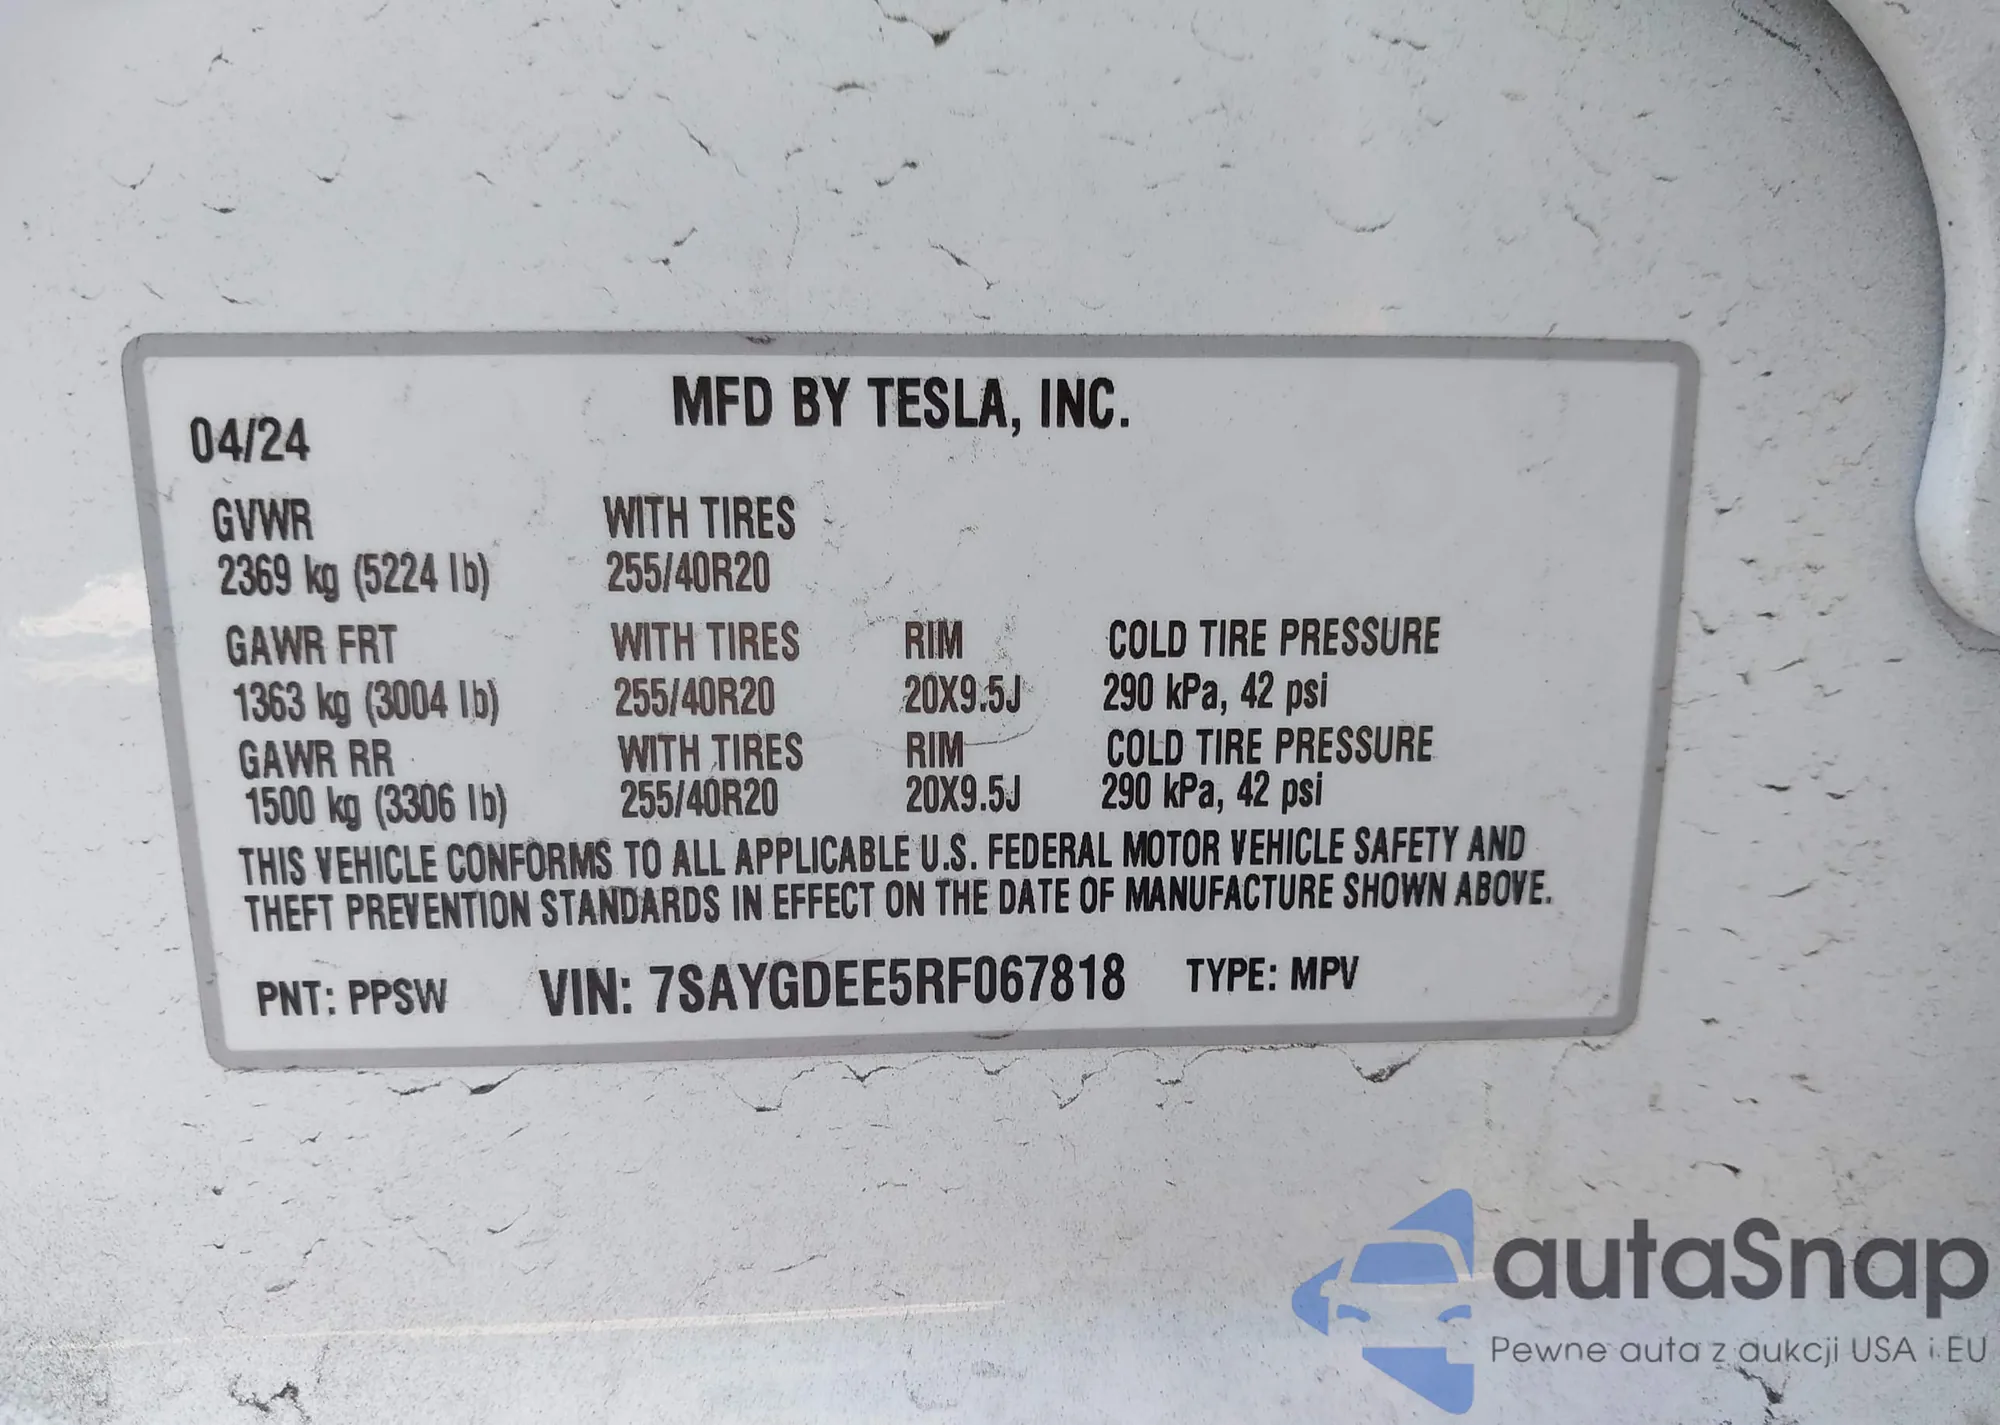 MFD BY TESLA, INC.
04/24
GVWR WITH TIRES
2369 kg (5224 lb) 255/40R20
GAWR FRT WITH TIRES RIM COLD TIRE PRESSURE
1363 kg (3004 lb) 255/40R20 20X9.5J 290 kPa, 42 psi
GAWR RR WITH TIRES RIM COLD TIRE PRESSURE
1500 kg (3306 lb) 255/40R20 20X9.5J 290 kPa, 42 psi
THIS VEHICLE CONFORMS TO ALL APPLICABLE U.S. FEDERAL MOTOR VEHICLE SAFETY AND
THEFT PREVENTION STANDARDS IN EFFECT ON THE DATE OF MANUFACTURE SHOWN ABOVE.
PNT: PPSW VIN: 7SAYGDEE5RF067818 TYPE: MPV
autaSnap
Pewne auta z aukcji USA i EU